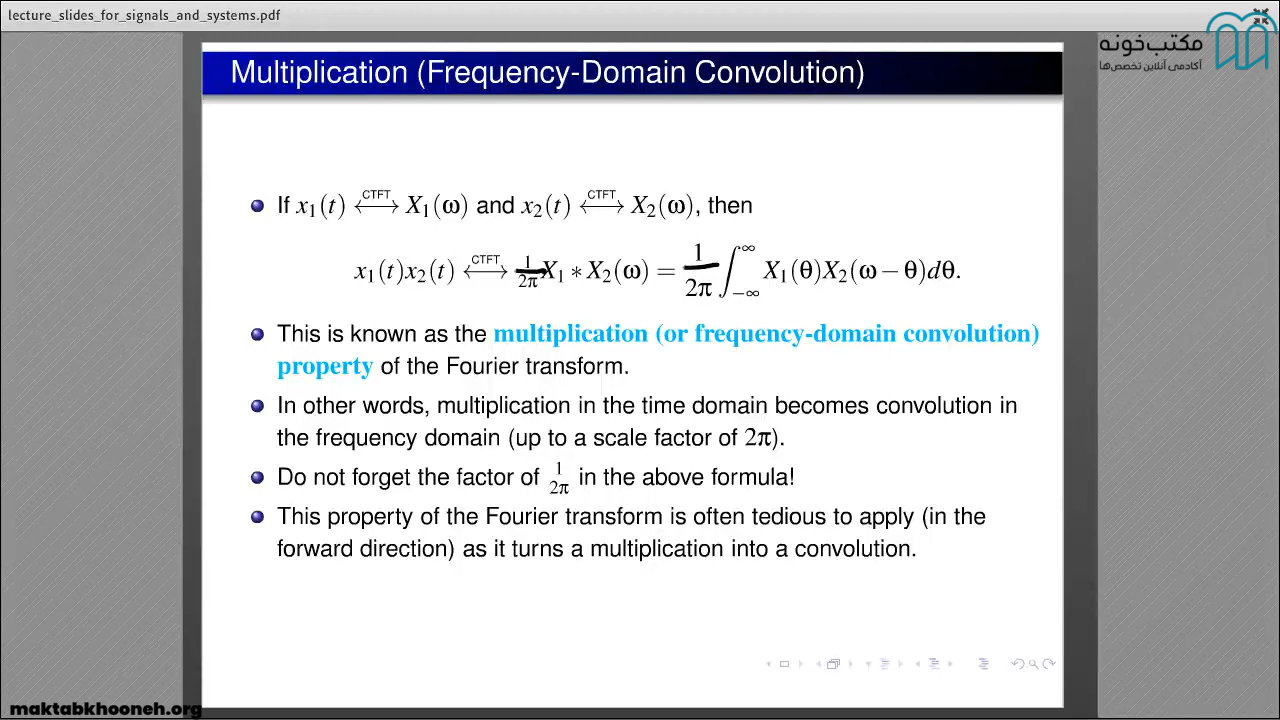 lecture_slides_for_signals_and_systems.pdf
مکتب‌خونه
آکادمی آنلاین تخصص‌ها
Multiplication (Frequency-Domain Convolution)
If x₁(t) ⟷^CTFT X₁(ω) and x₂(t) ⟷^CTFT X₂(ω), then
x₁(t)x₂(t) ⟷^CTFT 1/2π X₁ ∗ X₂(ω) = 1/2π ∫_{−∞}^{∞} X₁(θ)X₂(ω − θ)dθ.
This is known as the multiplication (or frequency-domain convolution)
property of the Fourier transform.
In other words, multiplication in the time domain becomes convolution in
the frequency domain (up to a scale factor of 2π).
Do not forget the factor of 1/2π in the above formula!
This property of the Fourier transform is often tedious to apply (in the
forward direction) as it turns a multiplication into a convolution.
maktabkhooneh.org